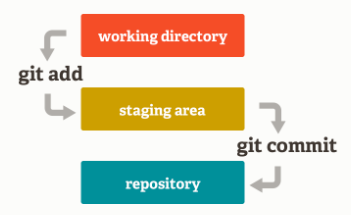 working directory
git add
staging area
git commit
repository